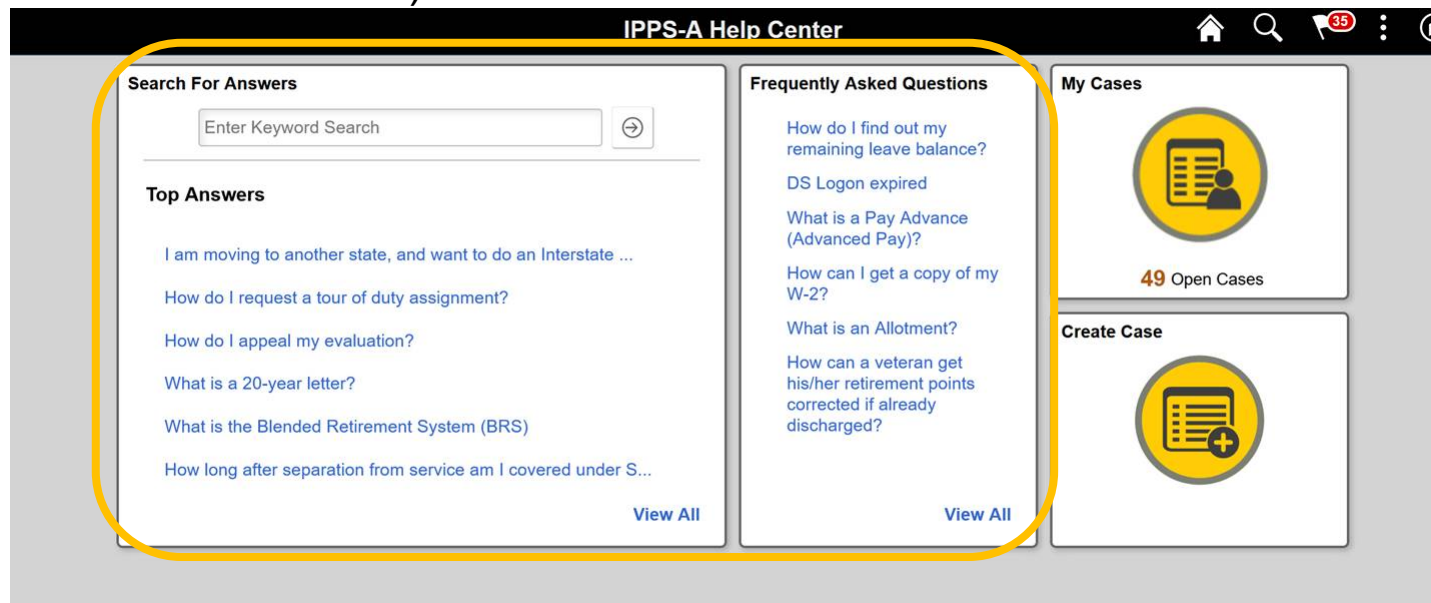 IPPS-A Help Center
35
Search For Answers
Enter Keyword Search
Top Answers
I am moving to another state, and want to do an Interstate ...
How do I request a tour of duty assignment?
How do I appeal my evaluation?
What is a 20-year letter?
What is the Blended Retirement System (BRS)
How long after separation from service am I covered under S...
View All
Frequently Asked Questions
How do I find out my
remaining leave balance?
DS Logon expired
What is a Pay Advance
(Advanced Pay)?
How can I get a copy of my
W-2?
What is an Allotment?
How can a veteran get
his/her retirement points
corrected if already
discharged?
View All
My Cases
49 Open Cases
Create Case